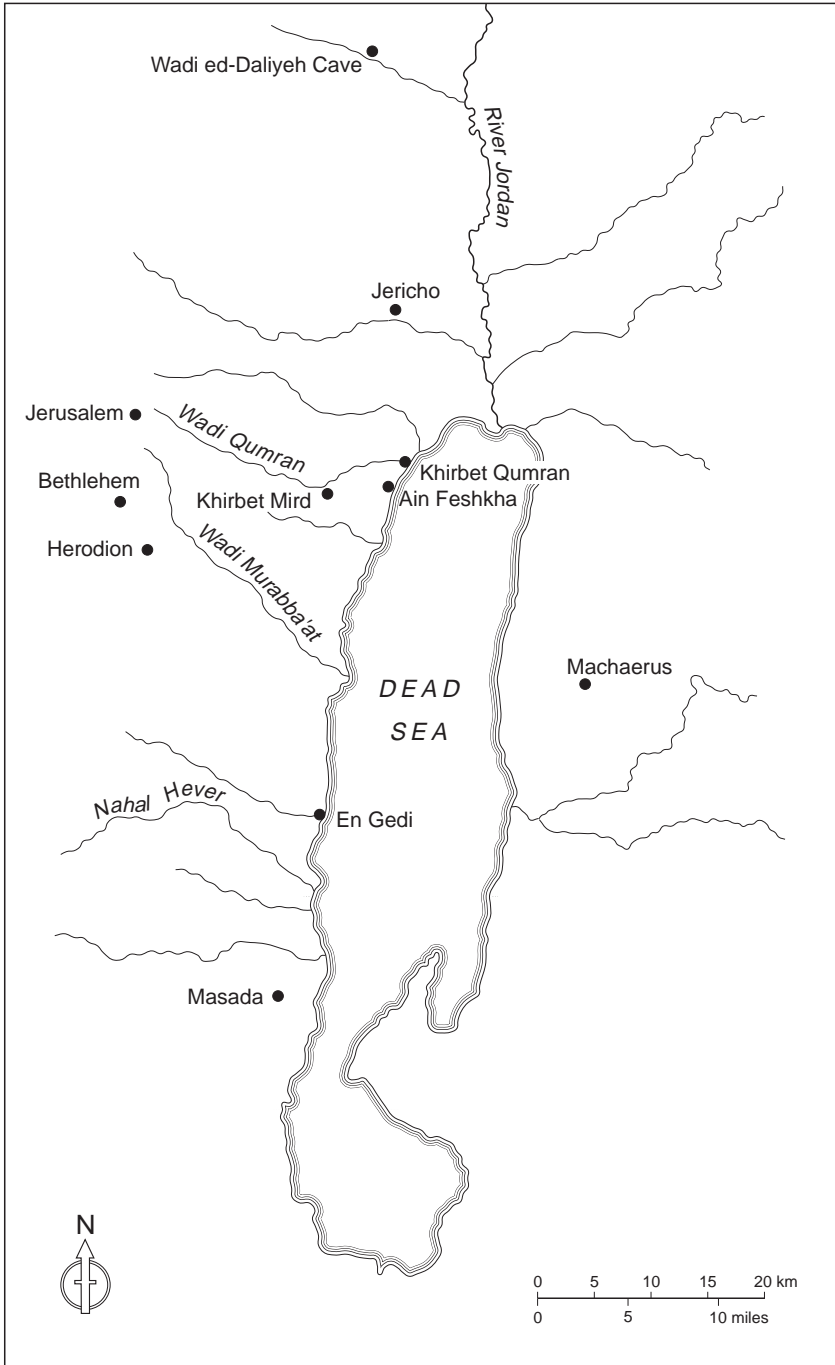 Wadi ed-Daliyeh Cave
River Jordan
Jericho
Jerusalem
Wadi Qumran
Khirbet Qumran
Bethlehem
Khirbet Mird
Ain Feshkha
Herodion
Wadi Murabba'at
Machaerus
DEAD
SEA
Nahal Hever
En Gedi
Masada
N
0 5 10 15 20 km
0 5 10 miles